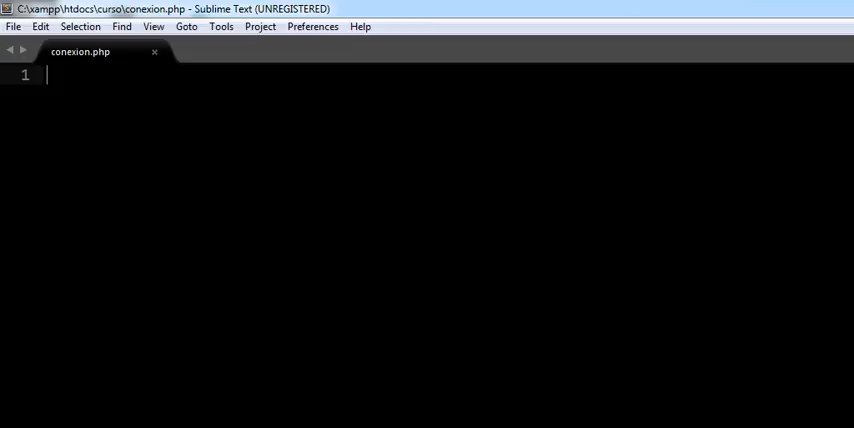 C:\xampp\htdocs\curso\conexion.php - Sublime Text (UNREGISTERED)
File Edit Selection Find View Goto Tools Project Preferences Help
conexion.php ×
1